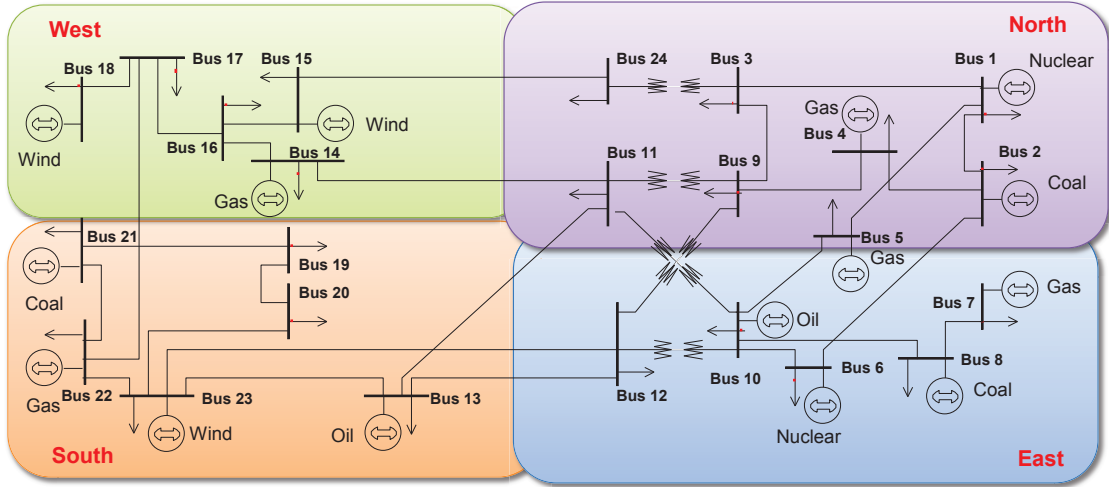 West
North
Bus 17
Bus 15
Bus 24
Bus 3
Bus 1
Nuclear
Bus 18
Gas
Wind
Wind
Bus 4
Bus 16
Bus 14
Bus 11
Bus 9
Bus 2
Coal
Gas
Bus 21
Bus 5
Gas
Bus 19
Coal
Bus 20
Bus 7
Gas
Oil
Bus 8
Gas
Bus 22
Bus 23
Bus 13
Bus 12
Bus 10
Bus 6
Coal
Wind
Oil
Nuclear
South
East